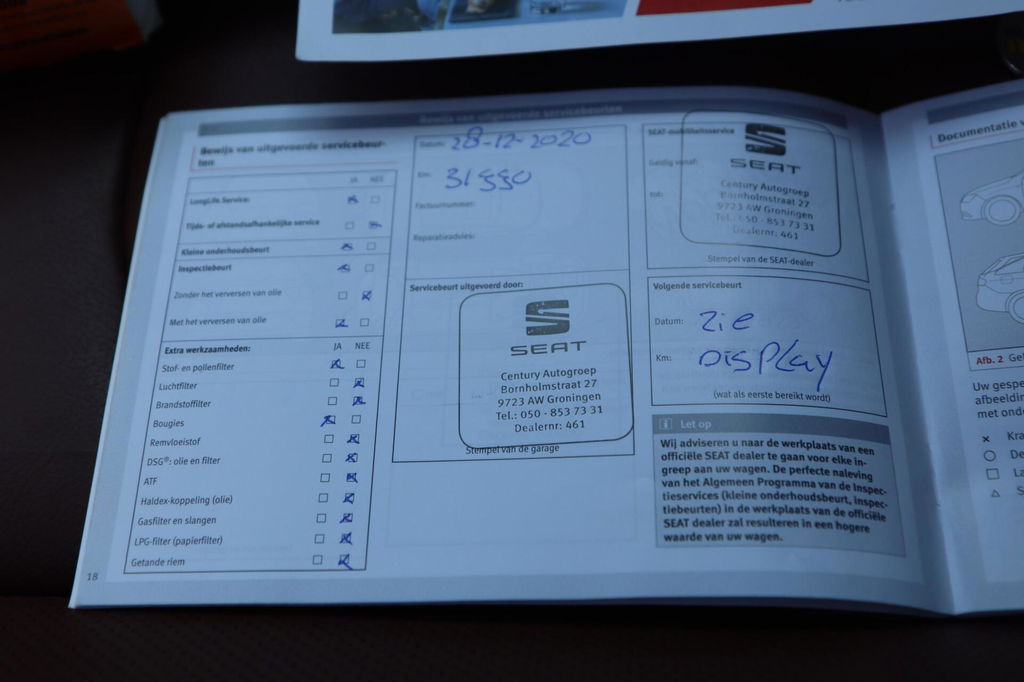 Bewijs van uitgevoerde servicebeurten
Bewijs van uitgevoerde servicebeur-
ten
JA NEE
LongLife Service:
Tijds- of afstandsafhankelijke service
Kleine onderhoudsbeurt
Inspectiebeurt
Zonder het verversen van olie
Met het verversen van olie
Extra werkzaamheden: JA NEE
Stof- en pollenfilter
Luchtfilter
Brandstoffilter
Bougies
Remvloeistof
DSG®: olie en filter
ATF
Haldex-koppeling (olie)
Gasfilter en slangen
LPG-filter (papierfilter)
Getande riem
18
Datum: 28-12-2020
Km: 31550
Factuurnummer:
Reparatieadvies:
Servicebeurt uitgevoerd door:
SEAT
Century Autogroep
Bornholmstraat 27
9723 AW Groningen
Tel.: 050 - 853 73 31
Dealernr: 461
Stempel van de garage
SEAT-mobiliteitsservice
Geldig vanaf:
tot:
SEAT
Century Autogroep
Bornholmstraat 27
9723 AW Groningen
Tel.: 050 - 853 73 31
Dealernr: 461
Stempel van de SEAT-dealer
Volgende servicebeurt
Datum: Zie
Km: DISPLAY
(wat als eerste bereikt wordt)
i Let op
Wij adviseren u naar de werkplaats van een
officiële SEAT dealer te gaan voor elke in-
greep aan uw wagen. De perfecte naleving
van het Algemeen Programma van de Inspec-
tieservices (kleine onderhoudsbeurt, inspec-
tiebeurten) in de werkplaats van de officiële
SEAT dealer zal resulteren in een hogere
waarde van uw wagen.
Documentatie
Afb. 2
Uw gespe
afbeeldin
met onde